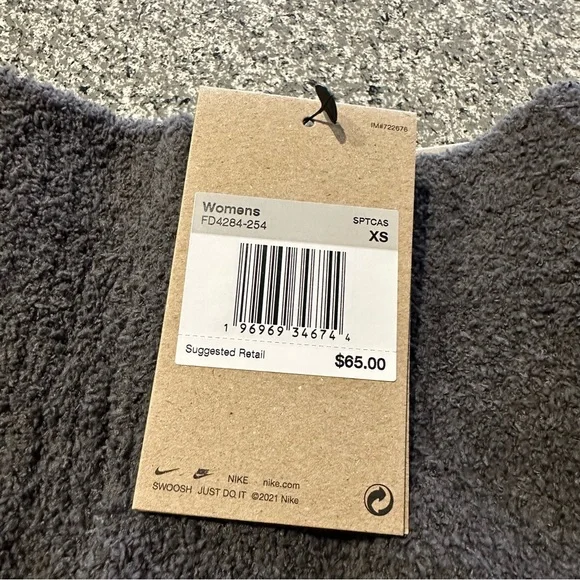 IM#722676
Womens
FD4284-254
SPTCAS
XS
1 96969 34674 4
Suggested Retail $65.00
NIKE nike.com
SWOOSH JUST DO IT ©2021 Nike